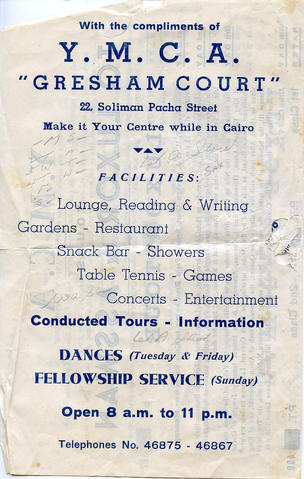 With the compliments of
Y. M. C. A.
"GRESHAM COURT"
22, Soliman Pacha Street
Make it Your Centre while in Cairo
FACILITIES:
Lounge, Reading & Writing
Gardens - Restaurant
Snack Bar - Showers
Table Tennis - Games
Concerts - Entertainment
Conducted Tours - Information
DANCES (Tuesday & Friday)
FELLOWSHIP SERVICE (Sunday)
Open 8 a.m. to 11 p.m.
Telephones No. 46875 - 46867